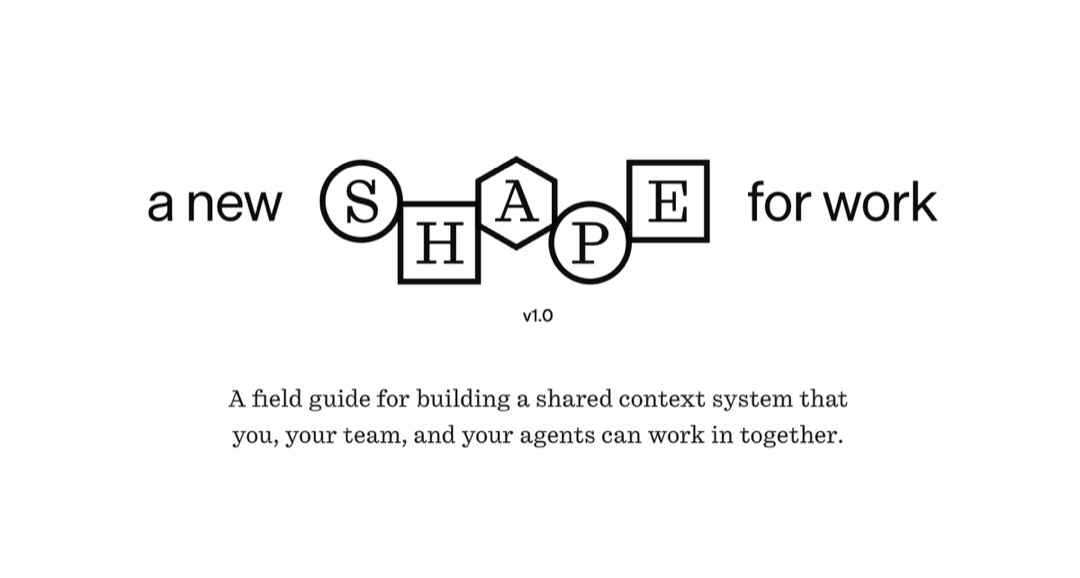 a new SHAPE for work
v1.0
A field guide for building a shared context system that
you, your team, and your agents can work in together.